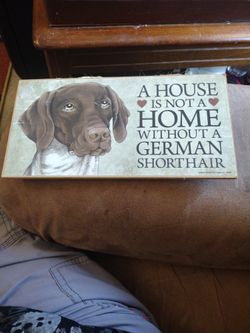 A HOUSE
IS NOT A
HOME
WITHOUT A
GERMAN
SHORTHAIR